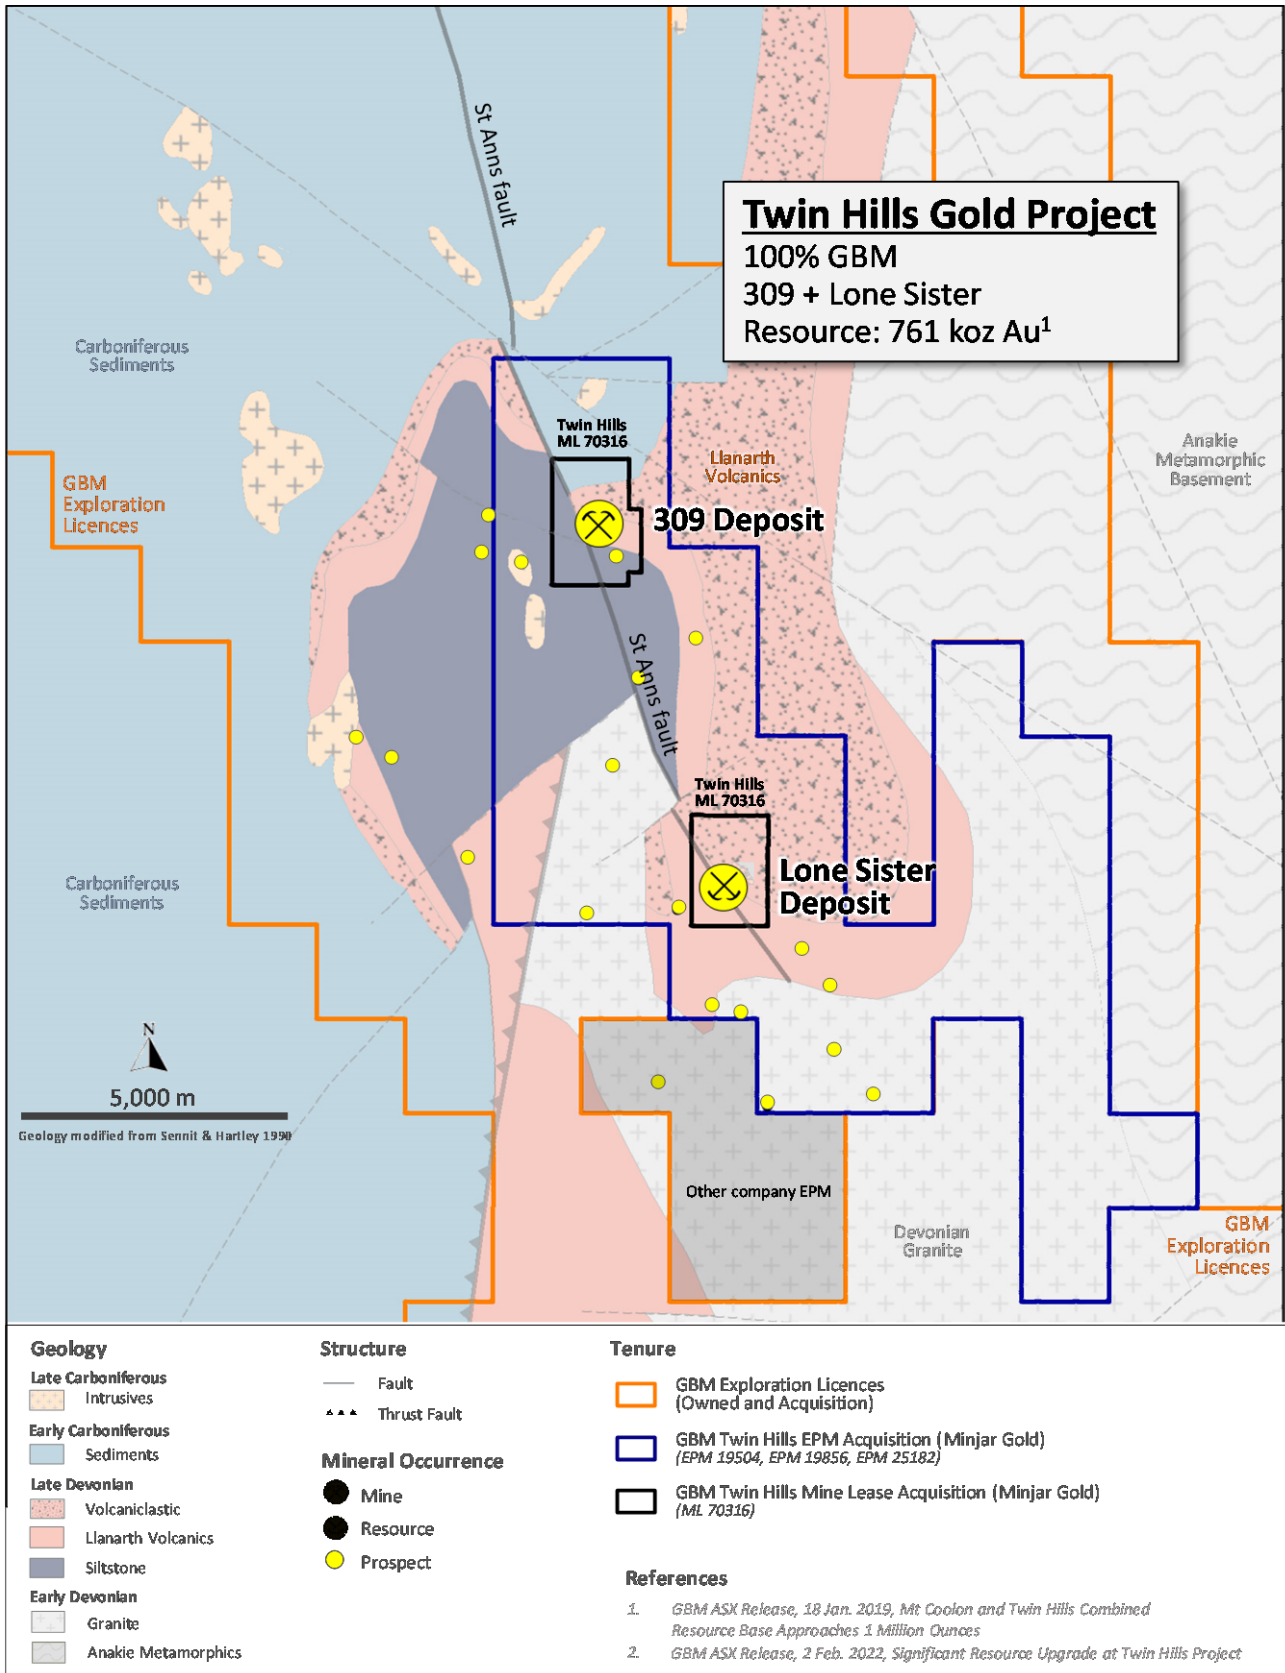 St Anns fault
Twin Hills Gold Project
100% GBM
309 + Lone Sister
Resource: 761 koz Au1
Carboniferous
Sediments
Twin Hills
ML 70316
Llanarth
Volcanics
Anakie
Metamorphic
Basement
GBM
Exploration
Licences
309 Deposit
St Anns fault
Twin Hills
ML 70316
Lone Sister
Deposit
Carboniferous
Sediments
N
5,000 m
Geology modified from Sennit & Hartley 1990
Other company EPM
Devonian
Granite
GBM
Exploration
Licences
Geology
Late Carboniferous
Intrusives
Early Carboniferous
Sediments
Late Devonian
Volcaniclastic
Llanarth Volcanics
Siltstone
Early Devonian
Granite
Anakie Metamorphics
Structure
Fault
Thrust Fault
Mineral Occurrence
Mine
Resource
Prospect
Tenure
GBM Exploration Licences
(Owned and Acquisition)
GBM Twin Hills EPM Acquisition (Minjar Gold)
(EPM 19504, EPM 19856, EPM 25182)
GBM Twin Hills Mine Lease Acquisition (Minjar Gold)
(ML 70316)
References
1. GBM ASX Release, 18 Jan. 2019, Mt Coolon and Twin Hills Combined
Resource Base Approaches 1 Million Ounces
2. GBM ASX Release, 2 Feb. 2022, Significant Resource Upgrade at Twin Hills Project